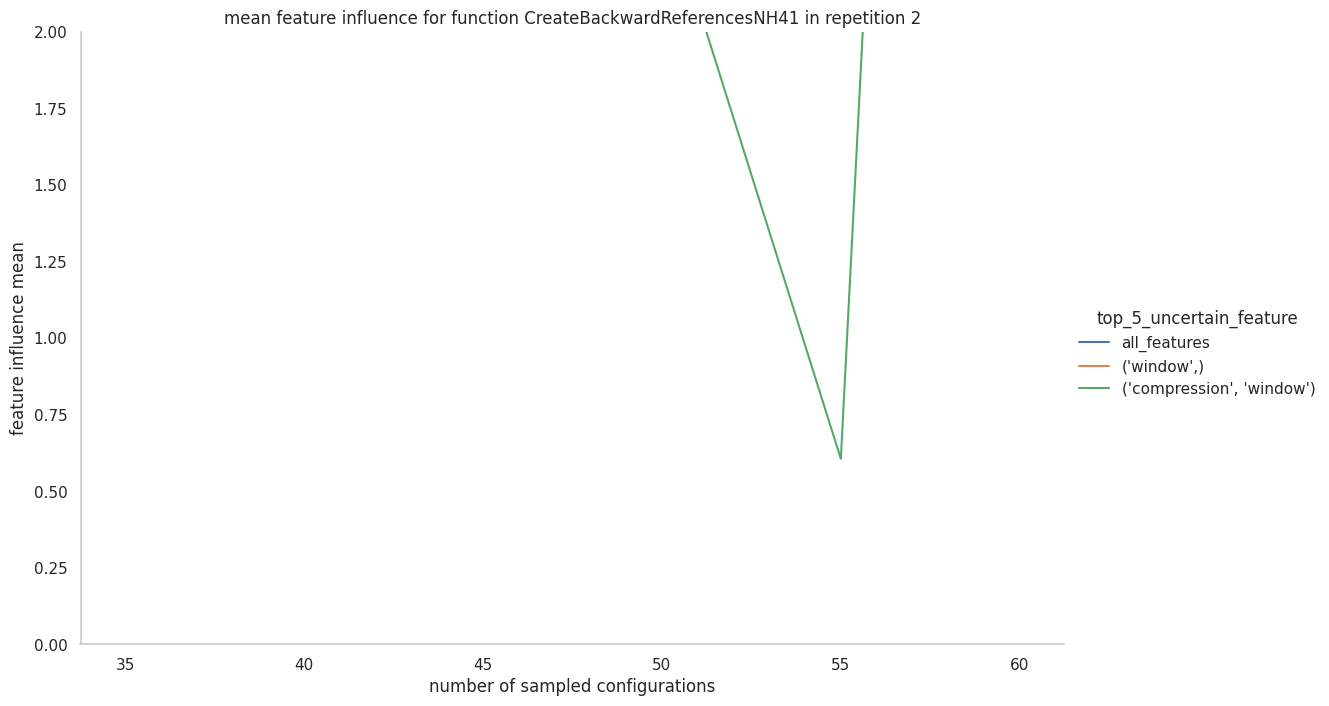 mean feature influence for function CreateBackwardReferencesNH41 in repetition 2
2.00
1.75
1.50
1.25
1.00
0.75
0.50
0.25
0.00
feature influence mean
35 40 45 50 55 60
number of sampled configurations
top_5_uncertain_feature
all_features
('window',)
('compression', 'window')